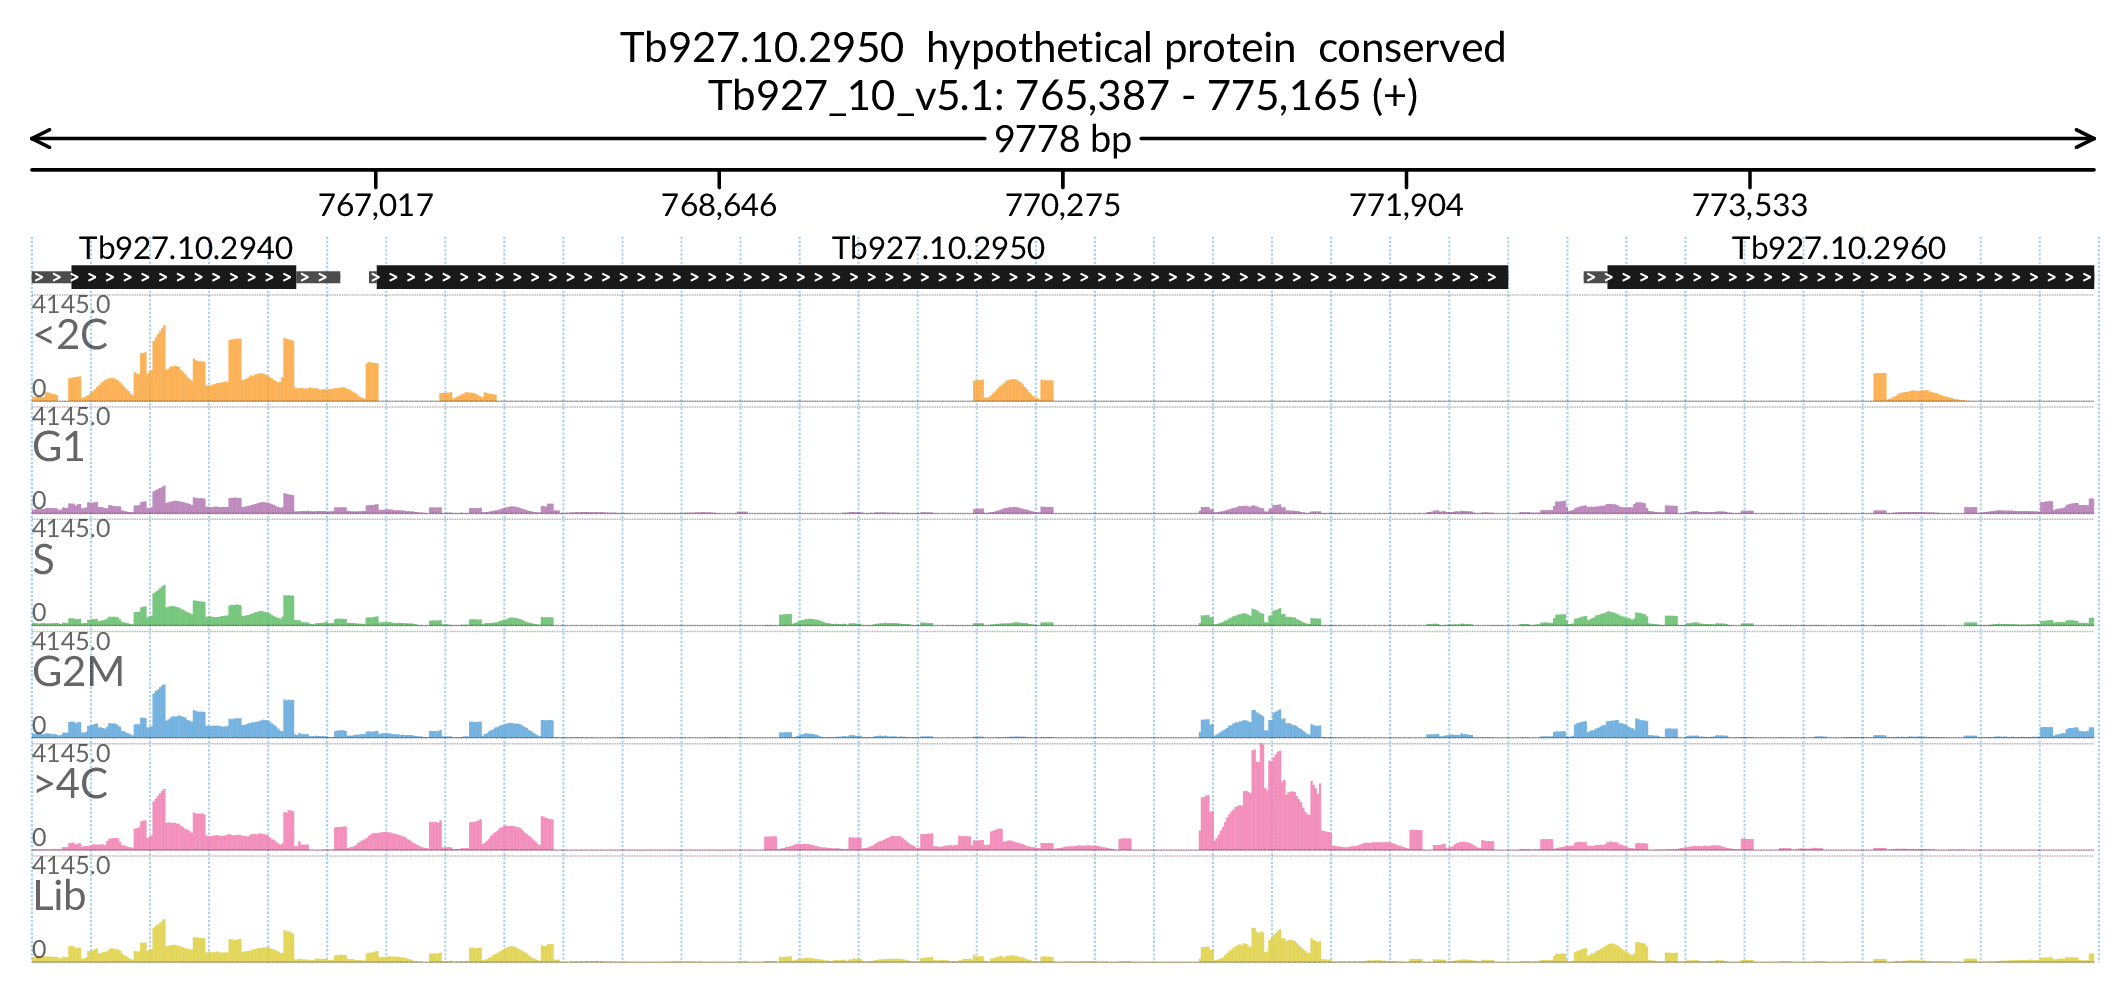 Tb927.10.2950  hypothetical protein  conserved
Tb927_10_v5.1: 765,387 - 775,165 (+)
9778 bp
767,017 768,646 770,275 771,904 773,533
Tb927.10.2940 Tb927.10.2950 Tb927.10.2960
4145.0
<2C
0
4145.0
G1
0
4145.0
S
0
4145.0
G2M
0
4145.0
>4C
0
4145.0
Lib
0